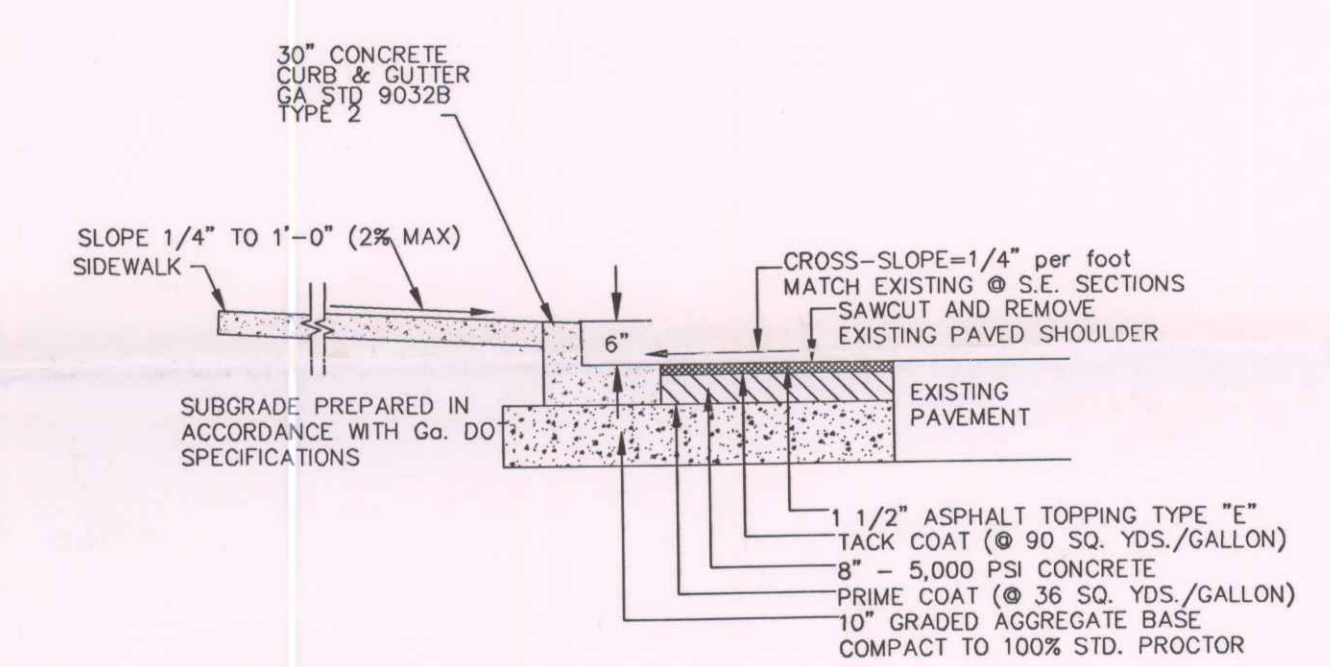 30" CONCRETE
CURB & GUTTER
GA STD 9032B
TYPE 2
SLOPE 1/4" TO 1'-0" (2% MAX)
SIDEWALK
CROSS-SLOPE=1/4" per foot
MATCH EXISTING @ S.E. SECTIONS
SAWCUT AND REMOVE
EXISTING PAVED SHOULDER
6"
SUBGRADE PREPARED IN
ACCORDANCE WITH Ga. DOT
SPECIFICATIONS
EXISTING
PAVEMENT
1 1/2" ASPHALT TOPPING TYPE "E"
TACK COAT (@ 90 SQ. YDS./GALLON)
8" - 5,000 PSI CONCRETE
PRIME COAT (@ 36 SQ. YDS./GALLON)
10" GRADED AGGREGATE BASE
COMPACT TO 100% STD. PROCTOR